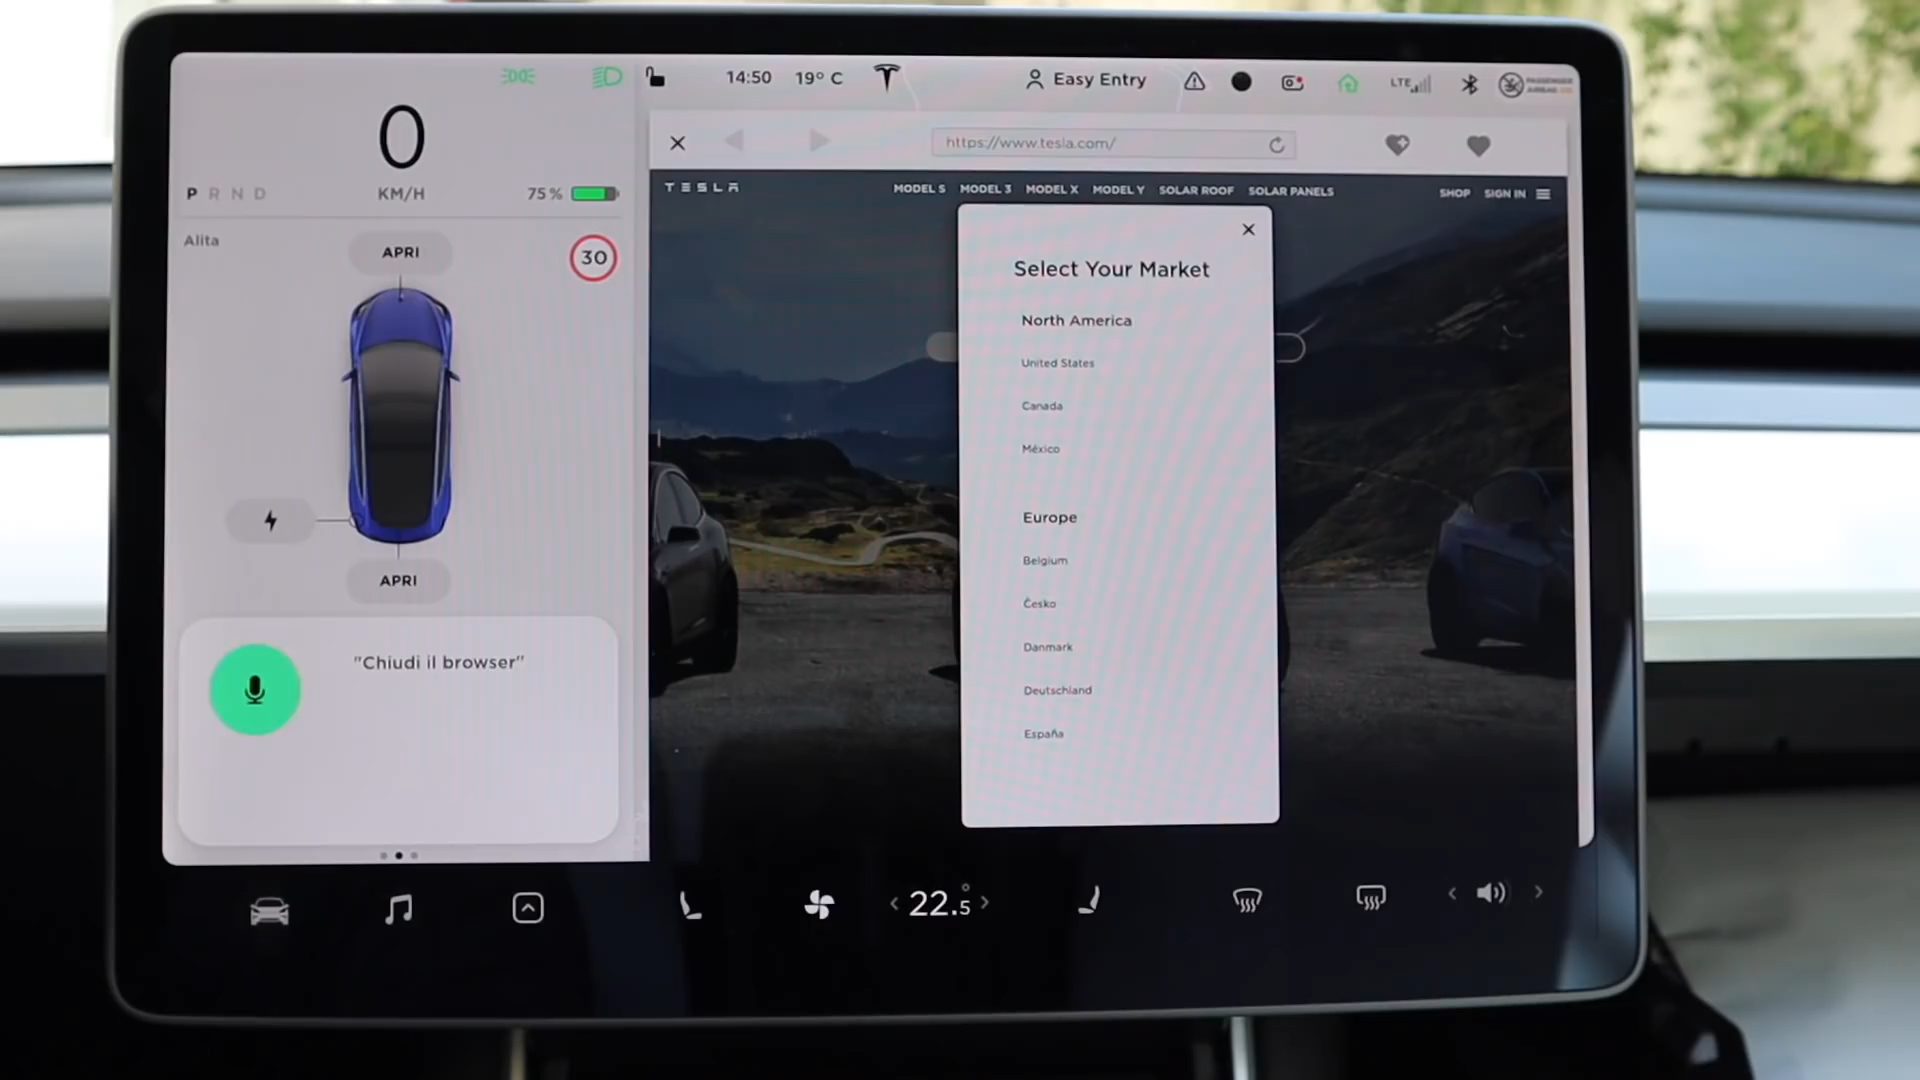 14:50 19° C Easy Entry LTE PASSENGER AIRBAG
0
KM/H
P R N D
75 %
Alita
APRI
30
APRI
"Chiudi il browser"
https://www.tesla.com/
TESLA MODEL S MODEL 3 MODEL X MODEL Y SOLAR ROOF SOLAR PANELS SHOP SIGN IN
Select Your Market
North America
United States
Canada
México
Europe
Belgium
Česko
Danmark
Deutschland
España
22.5°